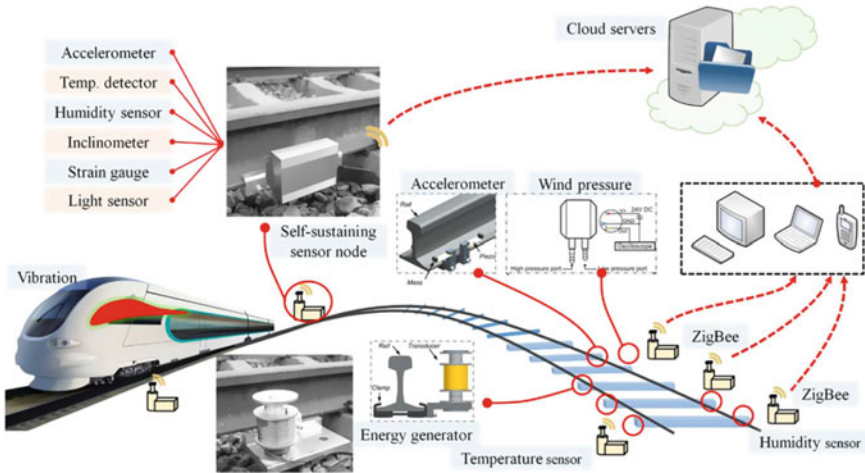 Accelerometer
Temp. detector
Humidity sensor
Inclinometer
Strain gauge
Light sensor
Cloud servers
Accelerometer
Wind pressure
Rail
Piezo
Mass
24V DC
GND
Oscilloscope
High pressure port
Low pressure port
Self-sustaining
sensor node
Vibration
ZigBee
ZigBee
Rail
Transducer
Clamp
Energy generator
Temperature sensor
Humidity sensor